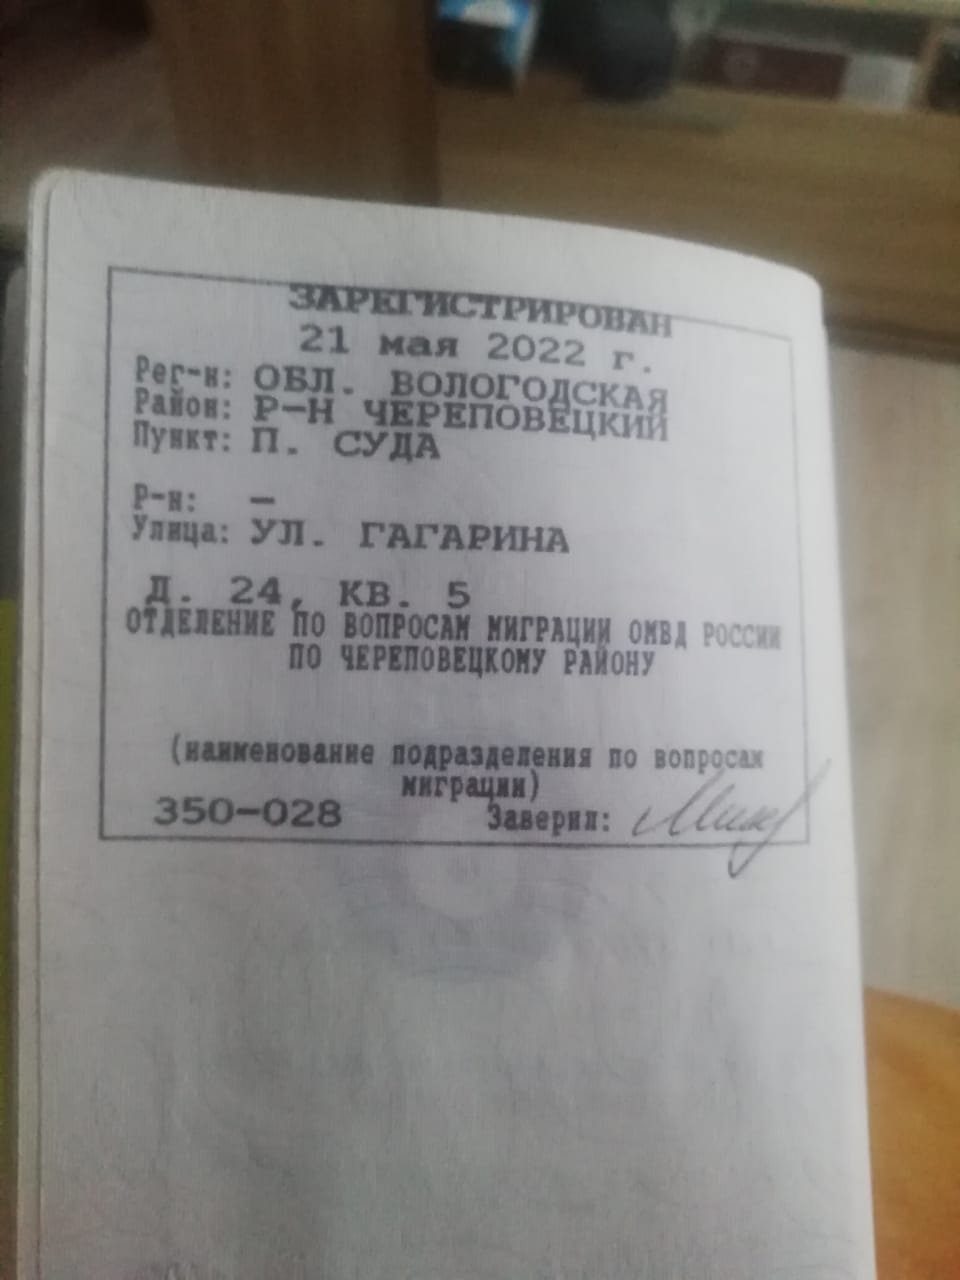 ЗАРЕГИСТРИРОВАН
21 мая 2022 г.
Рег-н: ОБЛ. ВОЛОГОДСКАЯ
Район: Р-Н ЧЕРЕПОВЕЦКИЙ
Пункт: П. СУДА
Р-н: –
Улица: УЛ. ГАГАРИНА
Д. 24, КВ. 5
ОТДЕЛЕНИЕ ПО ВОПРОСАМ МИГРАЦИИ ОМВД РОССИИ
ПО ЧЕРЕПОВЕЦКОМУ РАЙОНУ
(наименование подразделения по вопросам
миграции)
350-028 Заверил: